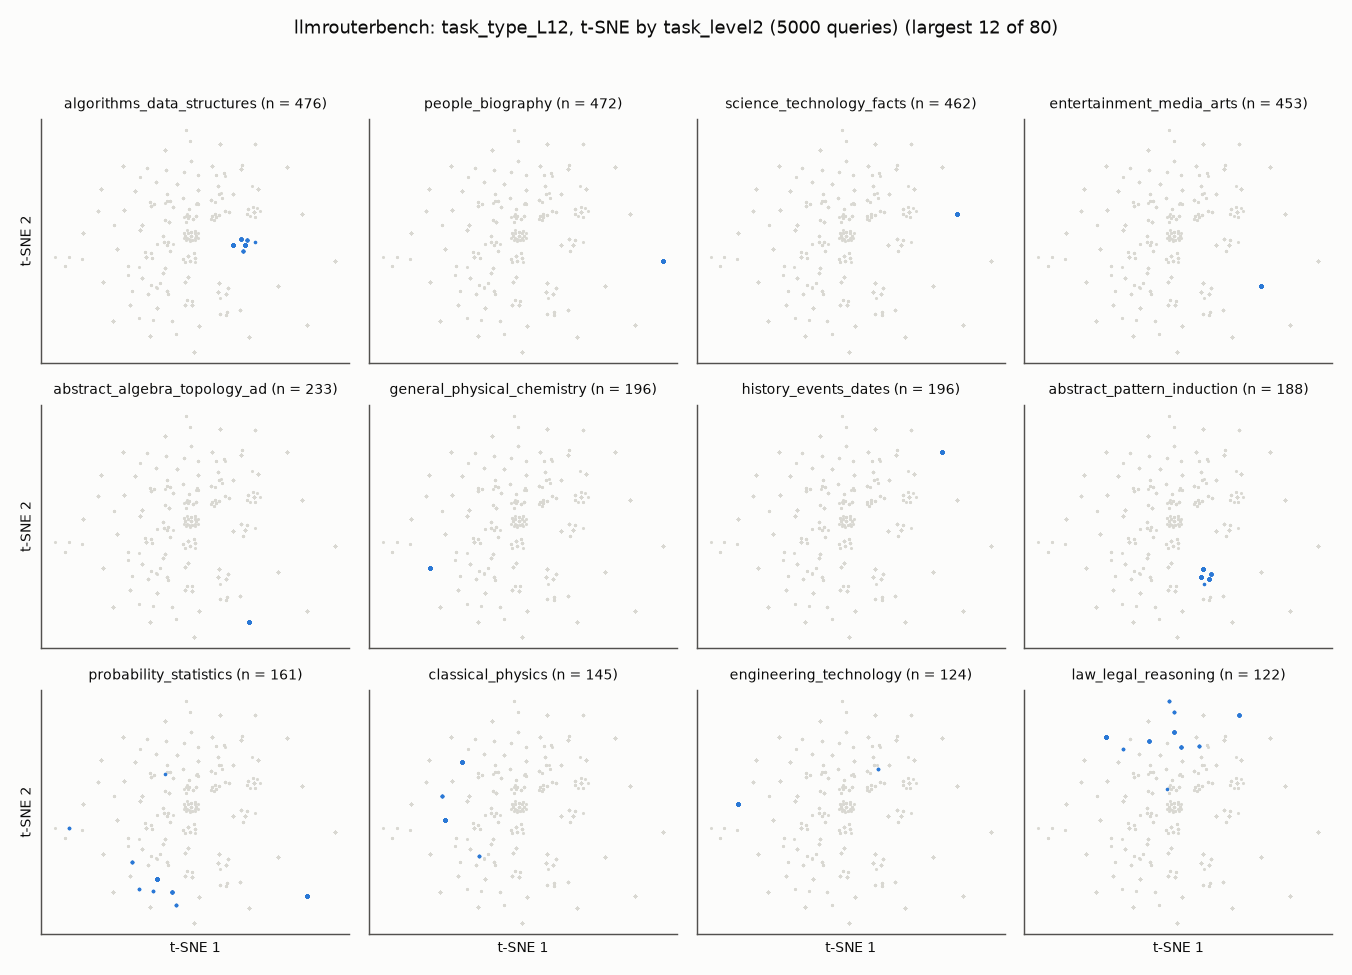 llmrouterbench: task_type_L12, t-SNE by task_level2 (5000 queries) (largest 12 of 80)
algorithms_data_structures (n = 476)
people_biography (n = 472)
science_technology_facts (n = 462)
entertainment_media_arts (n = 453)
t-SNE 2
abstract_algebra_topology_ad (n = 233)
general_physical_chemistry (n = 196)
history_events_dates (n = 196)
abstract_pattern_induction (n = 188)
t-SNE 2
probability_statistics (n = 161)
classical_physics (n = 145)
engineering_technology (n = 124)
law_legal_reasoning (n = 122)
t-SNE 2
t-SNE 1
t-SNE 1
t-SNE 1
t-SNE 1